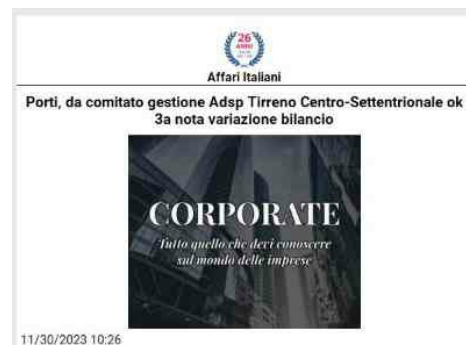 26
ANNI
Affari Italiani
Porti, da comitato gestione Adsp Tirreno Centro-Settentrionale ok
3a nota variazione bilancio
CORPORATE
Tutto quello che devi conoscere
sul mondo delle imprese
11/30/2023 10:26